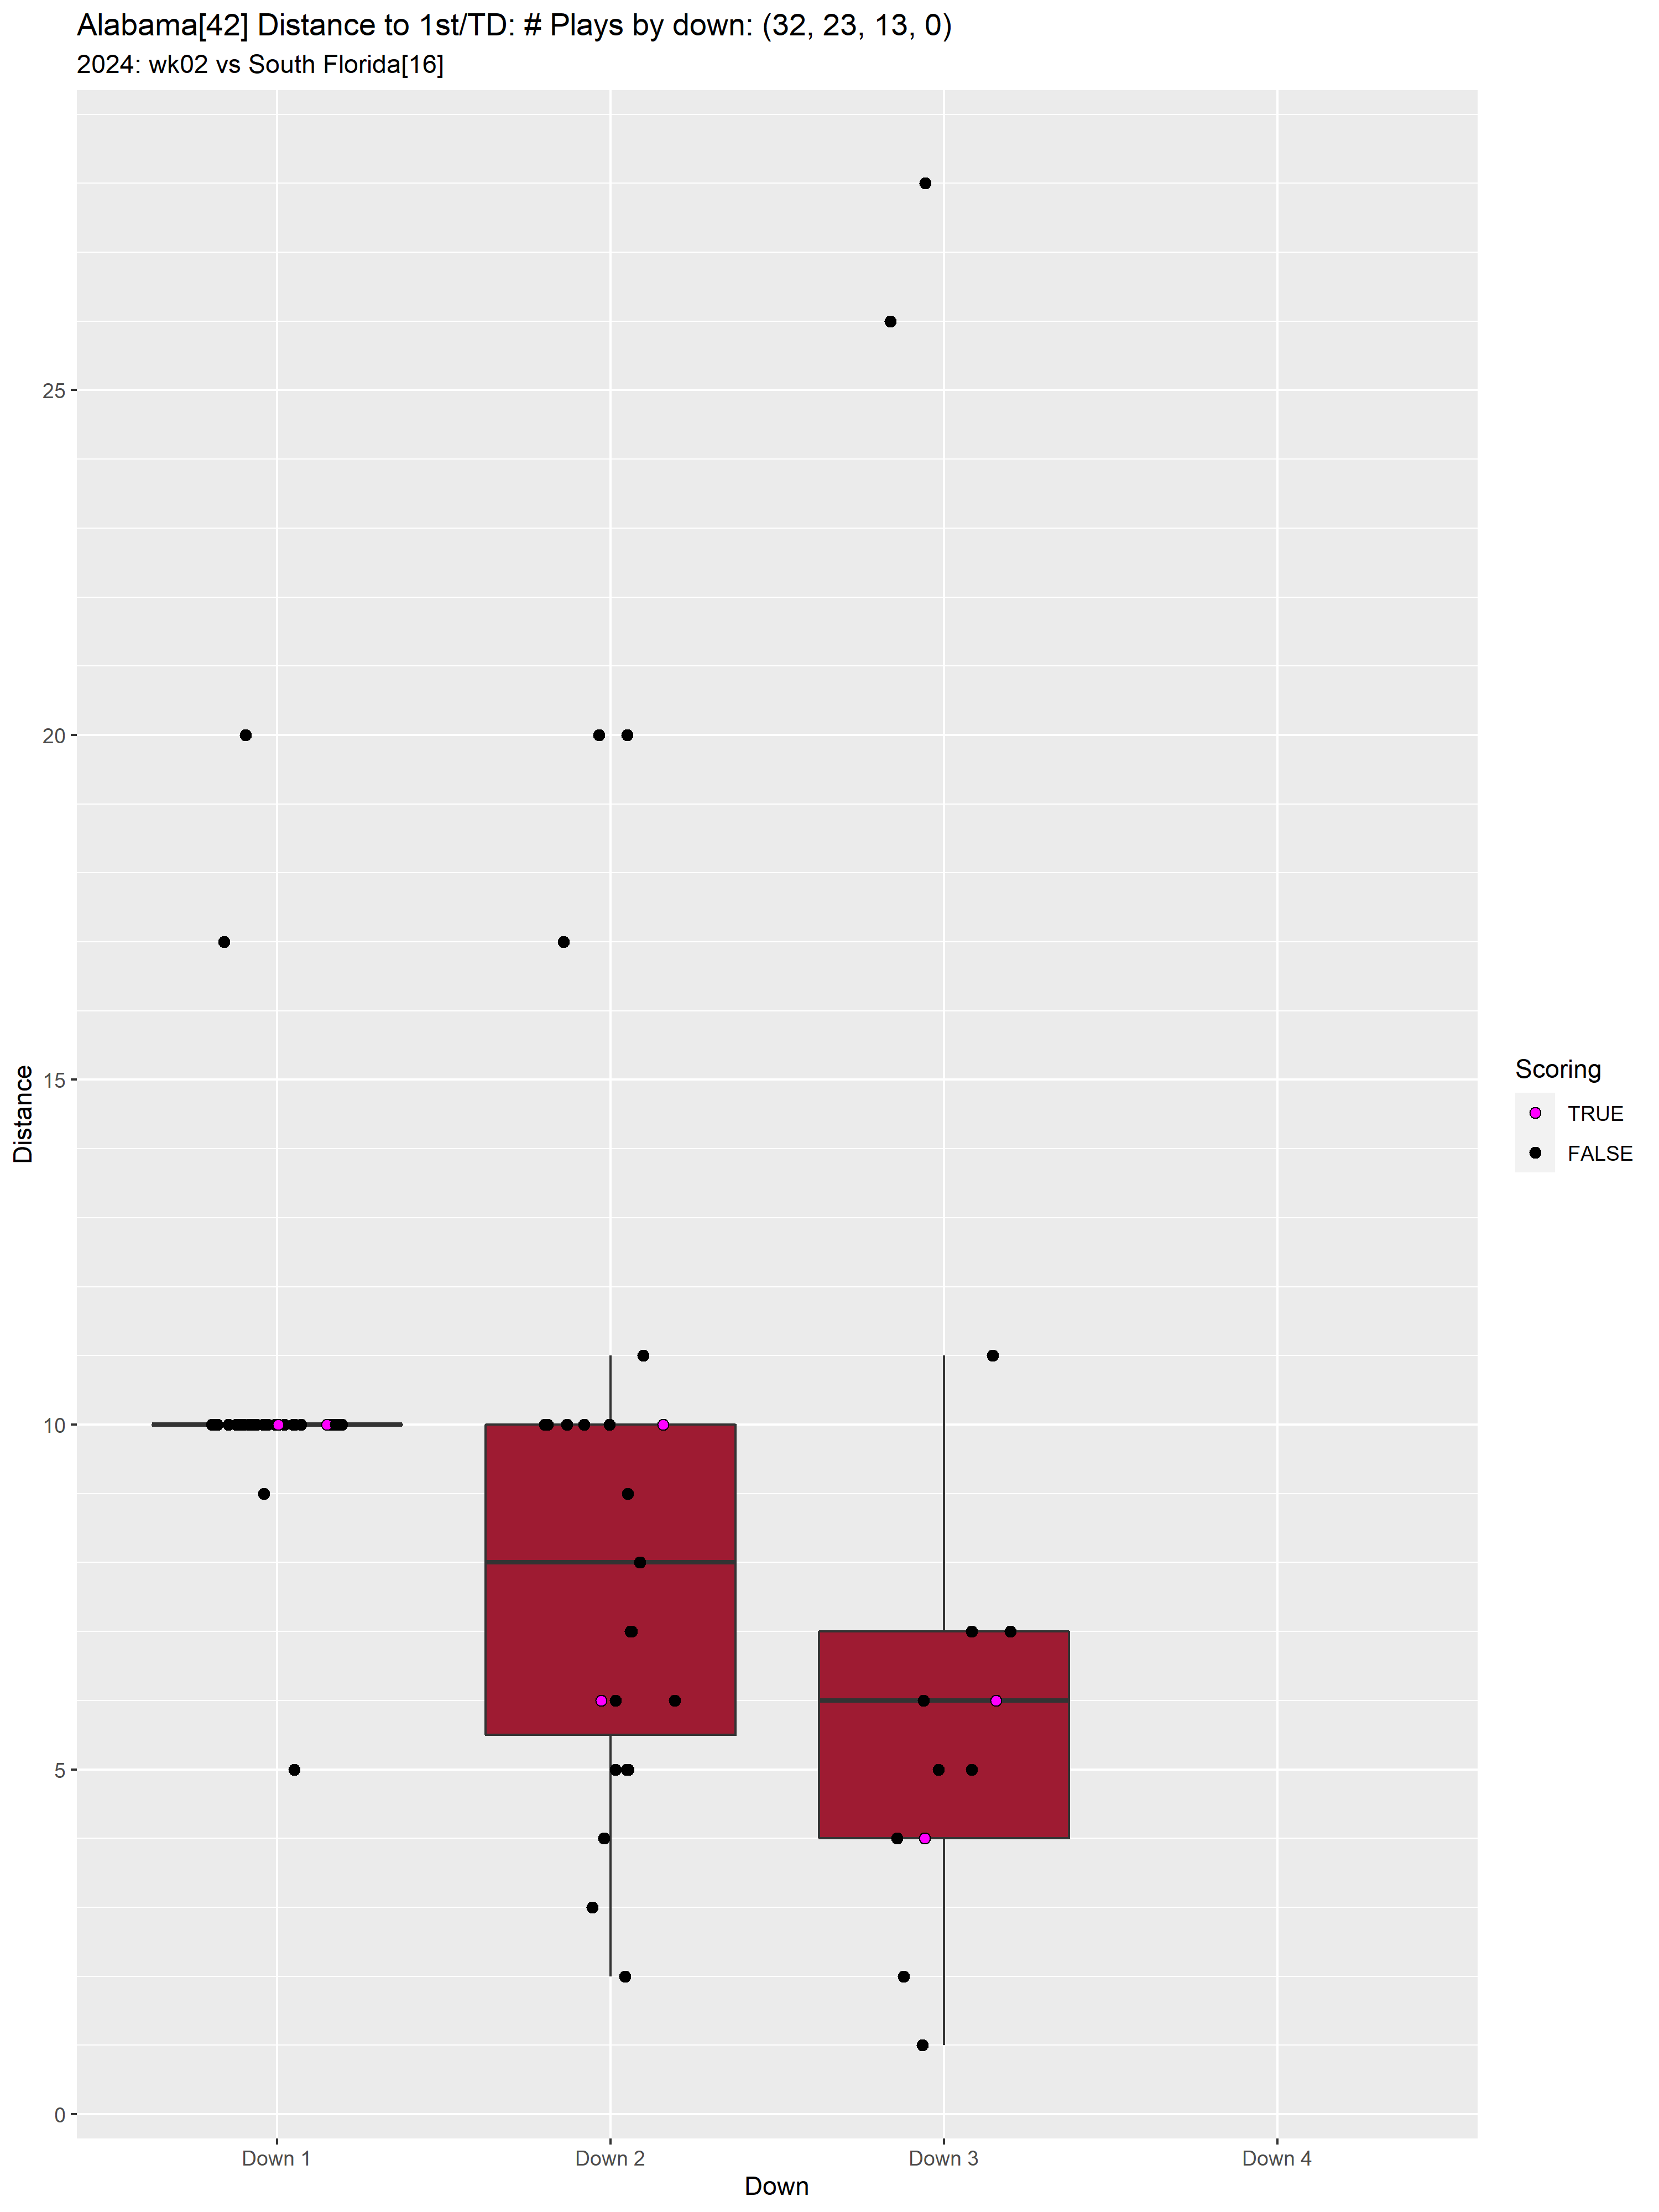 Alabama[42] Distance to 1st/TD: # Plays by down: (32, 23, 13, 0)
2024: wk02 vs South Florida[16]
25
20
15
10
5
0
Distance
Down 1
Down 2
Down 3
Down 4
Down
Scoring
TRUE
FALSE